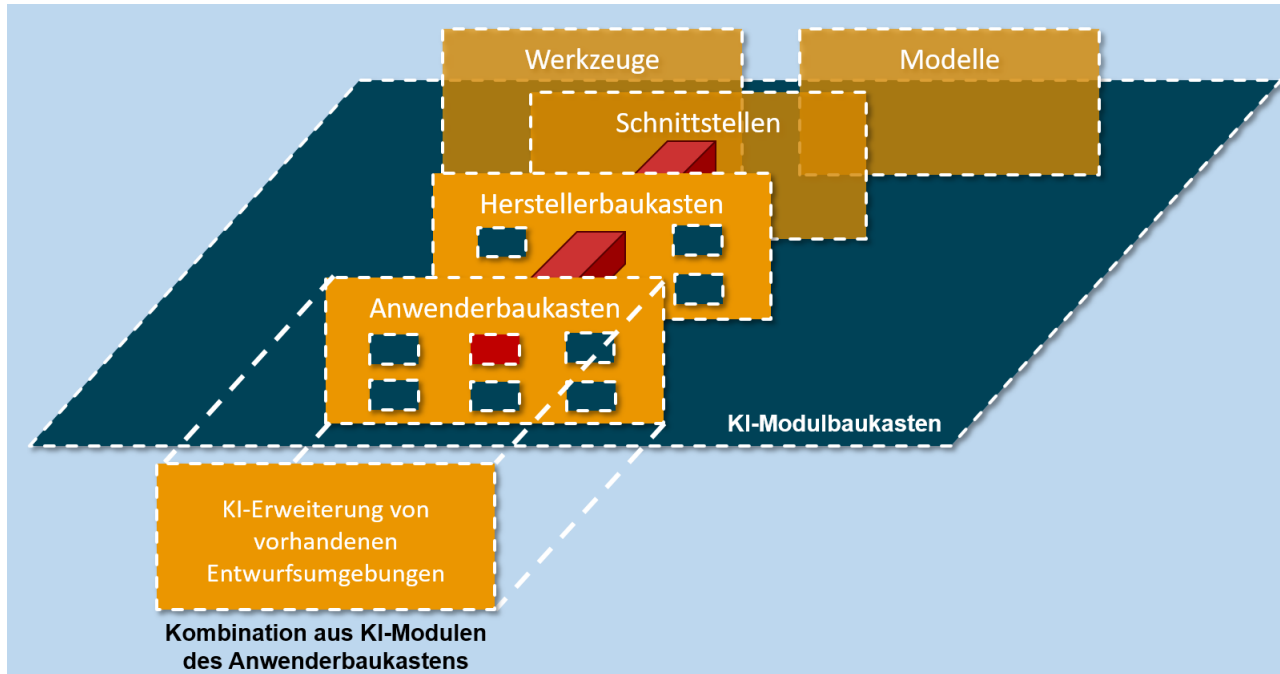 Werkzeuge
Modelle
Schnittstellen
Herstellerbaukasten
Anwenderbaukasten
KI-Modulbaukasten
KI-Erweiterung von
vorhandenen
Entwurfsumgebungen
Kombination aus KI-Modulen
des Anwenderbaukastens